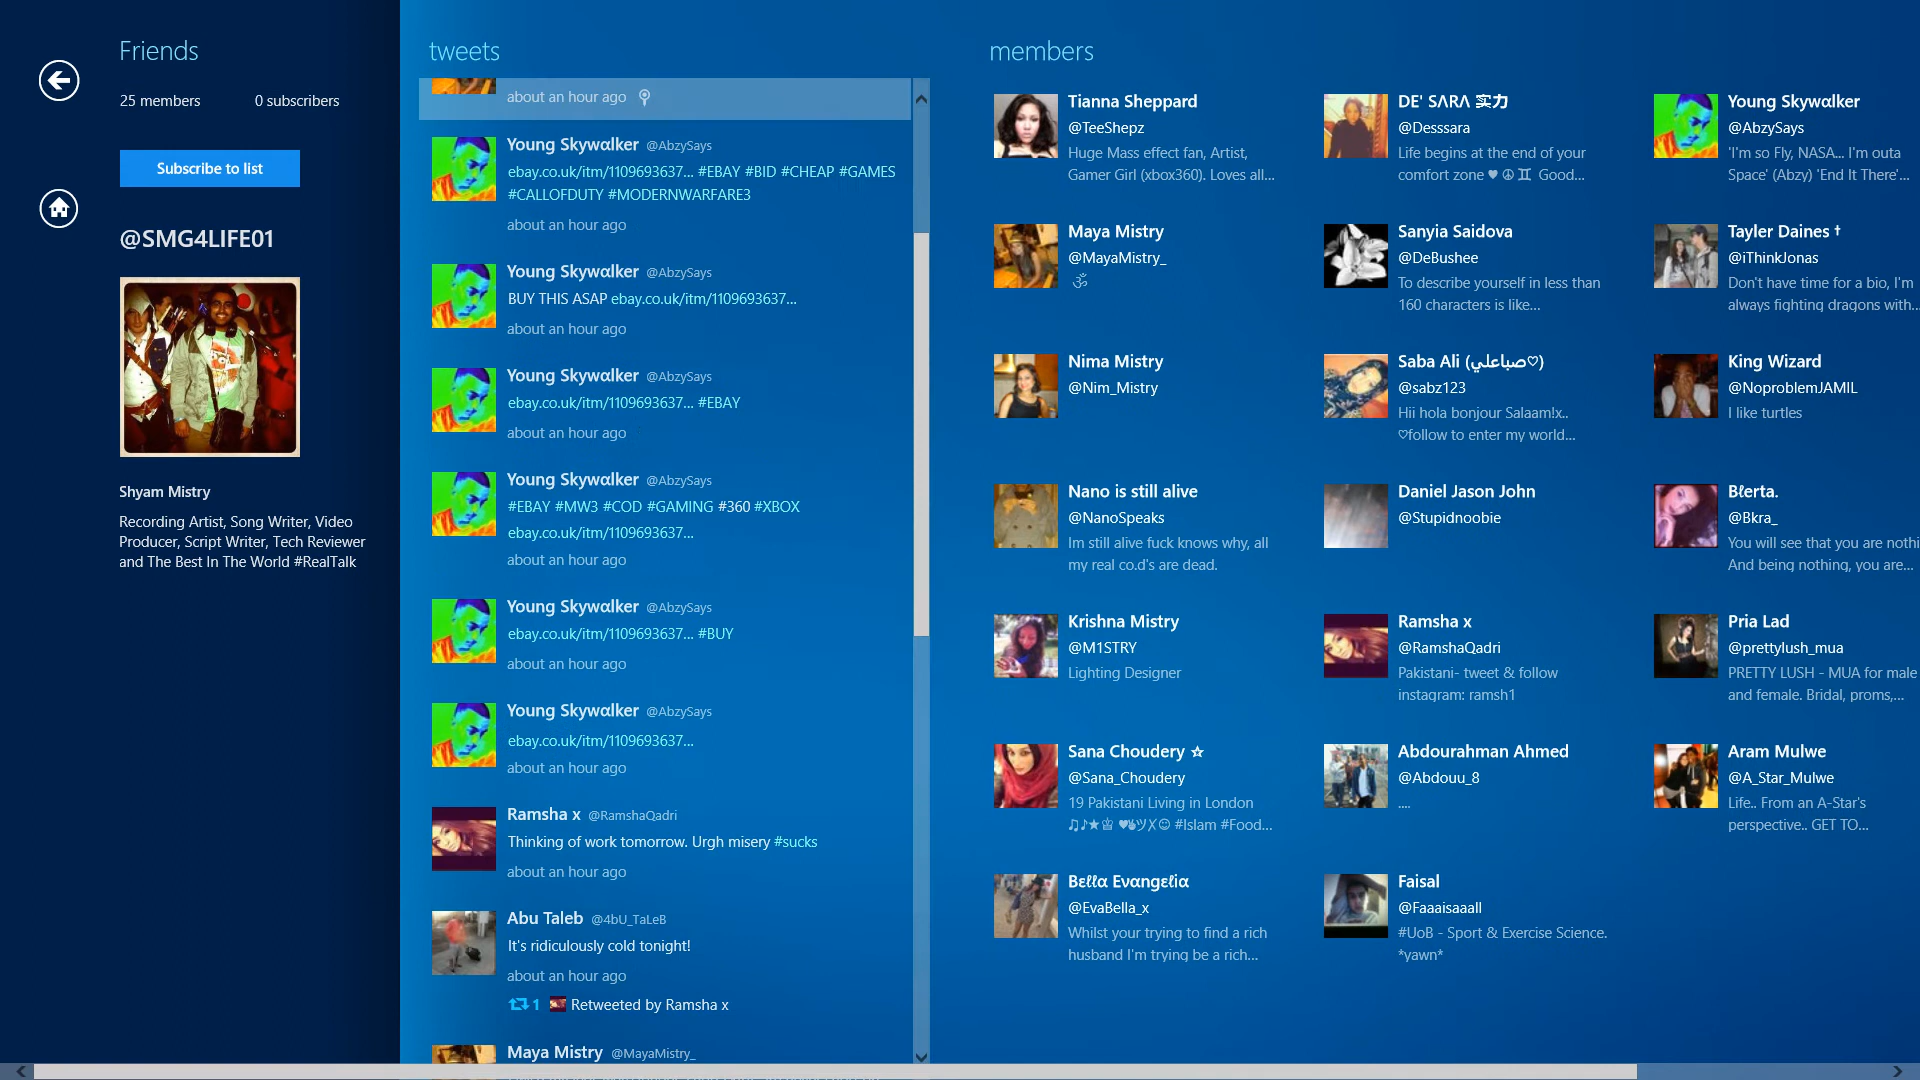 Friends
25 members
0 subscribers
Subscribe to list
@SMG4LIFE01
Shyam Mistry
Recording Artist, Song Writer, Video
Producer, Script Writer, Tech Reviewer
and The Best In The World #RealTalk
tweets
about an hour ago
Young Skywαlker @AbzySays
ebay.co.uk/itm/1109693637... #EBAY #BID #CHEAP #GAMES
#CALLOFDUTY #MODERNWARFARE3
about an hour ago
Young Skywαlker @AbzySays
BUY THIS ASAP ebay.co.uk/itm/1109693637...
about an hour ago
Young Skywαlker @AbzySays
ebay.co.uk/itm/1109693637... #EBAY
about an hour ago
Young Skywαlker @AbzySays
#EBAY #MW3 #COD #GAMING #360 #XBOX
ebay.co.uk/itm/1109693637...
about an hour ago
Young Skywαlker @AbzySays
ebay.co.uk/itm/1109693637... #BUY
about an hour ago
Young Skywαlker @AbzySays
ebay.co.uk/itm/1109693637...
about an hour ago
Ramsha x @RamshaQadri
Thinking of work tomorrow. Urgh misery #sucks
about an hour ago
Abu Taleb @4bU_TaLeB
It's ridiculously cold tonight!
about an hour ago
1 Retweeted by Ramsha x
Maya Mistry @MayaMistry_
members
Tianna Sheppard
@TeeShepz
Huge Mass effect fan, Artist,
Gamer Girl (xbox360). Loves all...
Maya Mistry
@MayaMistry_
ॐ
Nima Mistry
@Nim_Mistry
Nano is still alive
@NanoSpeaks
Im still alive fuck knows why, all
my real co.d's are dead.
Krishna Mistry
@M1STRY
Lighting Designer
Sana Choudery ☆
@Sana_Choudery
19 Pakistani Living in London
♫♪★♔ ♥☻ツ✗☺ #Islam #Food...
Bεℓℓα Eναngεℓiα
@EvaBella_x
Whilst your trying to find a rich
husband I'm trying be a rich...
DE' SΛRΛ 实力
@Desssara
Life begins at the end of your
comfort zone ♥ ☮ ♊ Good...
Sanyia Saidova
@DeBushee
To describe yourself in less than
160 characters is like...
Saba Ali (صباعلي♡)
@sabz123
Hii hola bonjour Salaam!x..
♡follow to enter my world...
Daniel Jason John
@Stupidnoobie
Ramsha x
@RamshaQadri
Pakistani- tweet & follow
instagram: ramsh1
Abdourahman Ahmed
@Abdouu_8
....
Faisal
@Faaaisaaall
#UoB - Sport & Exercise Science.
*yawn*
Young Skywαlker
@AbzySays
'I'm so Fly, NASA... I'm outa
Space' (Abzy) 'End It There'...
Tayler Daines †
@iThinkJonas
Don't have time for a bio, I'm
always fighting dragons with...
King Wizard
@NoproblemJAMIL
I like turtles
Bℓerta.
@Bkra_
You will see that you are nothi
And being nothing, you are...
Pria Lad
@prettylush_mua
PRETTY LUSH - MUA for male
and female. Bridal, proms,...
Aram Mulwe
@A_Star_Mulwe
Life.. From an A-Star's
perspective.. GET TO...